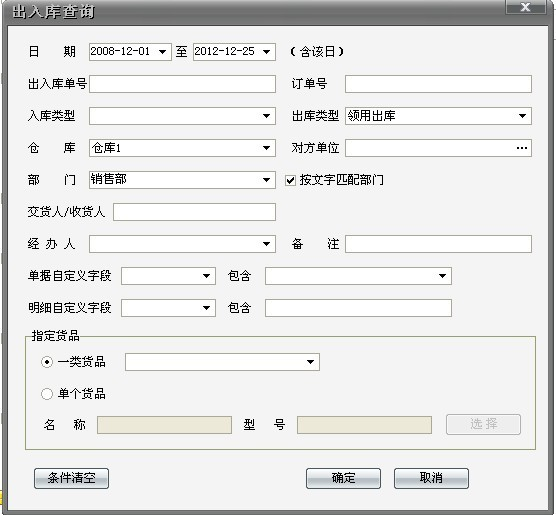 出入库查询
日 期 2008-12-01 至 2012-12-25 （含该日）
出入库单号 订单号
入库类型 出库类型 领用出库
仓 库 仓库1 对方单位 ...
部 门 销售部 按文字匹配部门
交货人/收货人
经 办 人 备 注
单据自定义字段 包含
明细自定义字段 包含
指定货品
一类货品
单个货品
名 称 型 号 选 择
条件清空 确定 取消